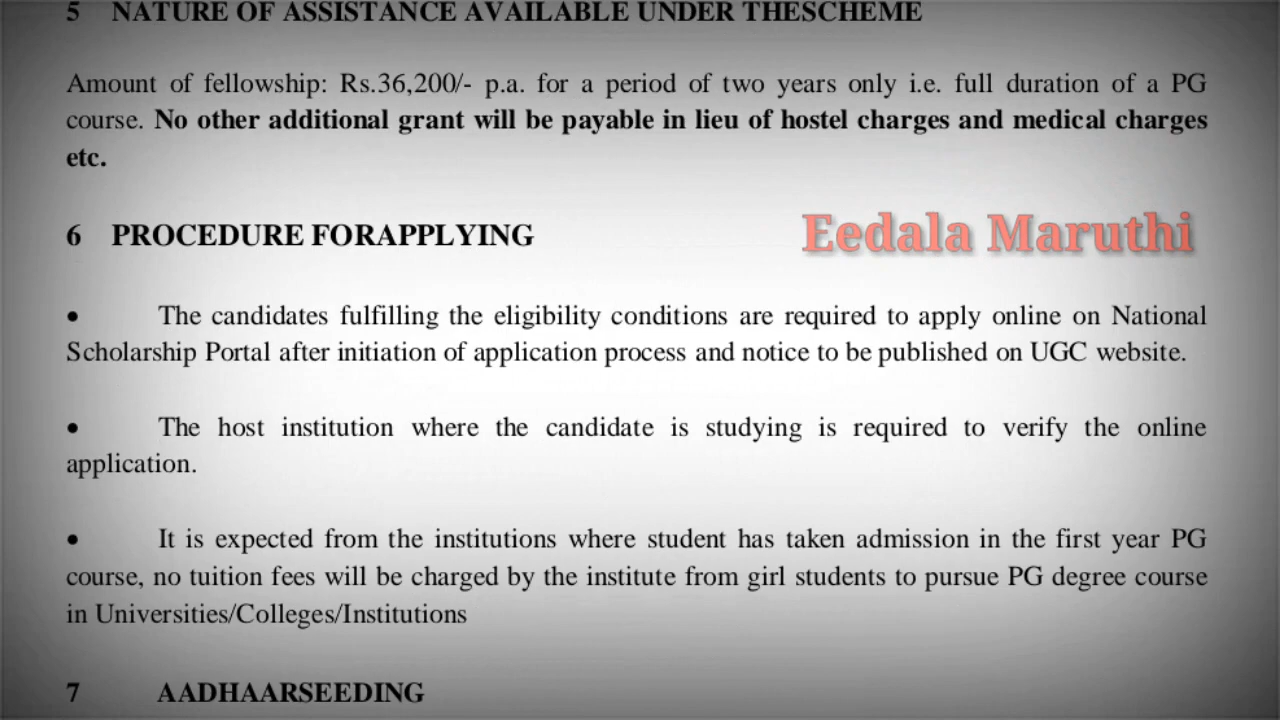 5 NATURE OF ASSISTANCE AVAILABLE UNDER THESCHEME
Amount of fellowship: Rs.36,200/- p.a. for a period of two years only i.e. full duration of a PG
course. No other additional grant will be payable in lieu of hostel charges and medical charges
etc.
6 PROCEDURE FORAPPLYING
Eedala Maruthi
• The candidates fulfilling the eligibility conditions are required to apply online on National
Scholarship Portal after initiation of application process and notice to be published on UGC website.
• The host institution where the candidate is studying is required to verify the online
application.
• It is expected from the institutions where student has taken admission in the first year PG
course, no tuition fees will be charged by the institute from girl students to pursue PG degree course
in Universities/Colleges/Institutions
7 AADHAARSEEDING